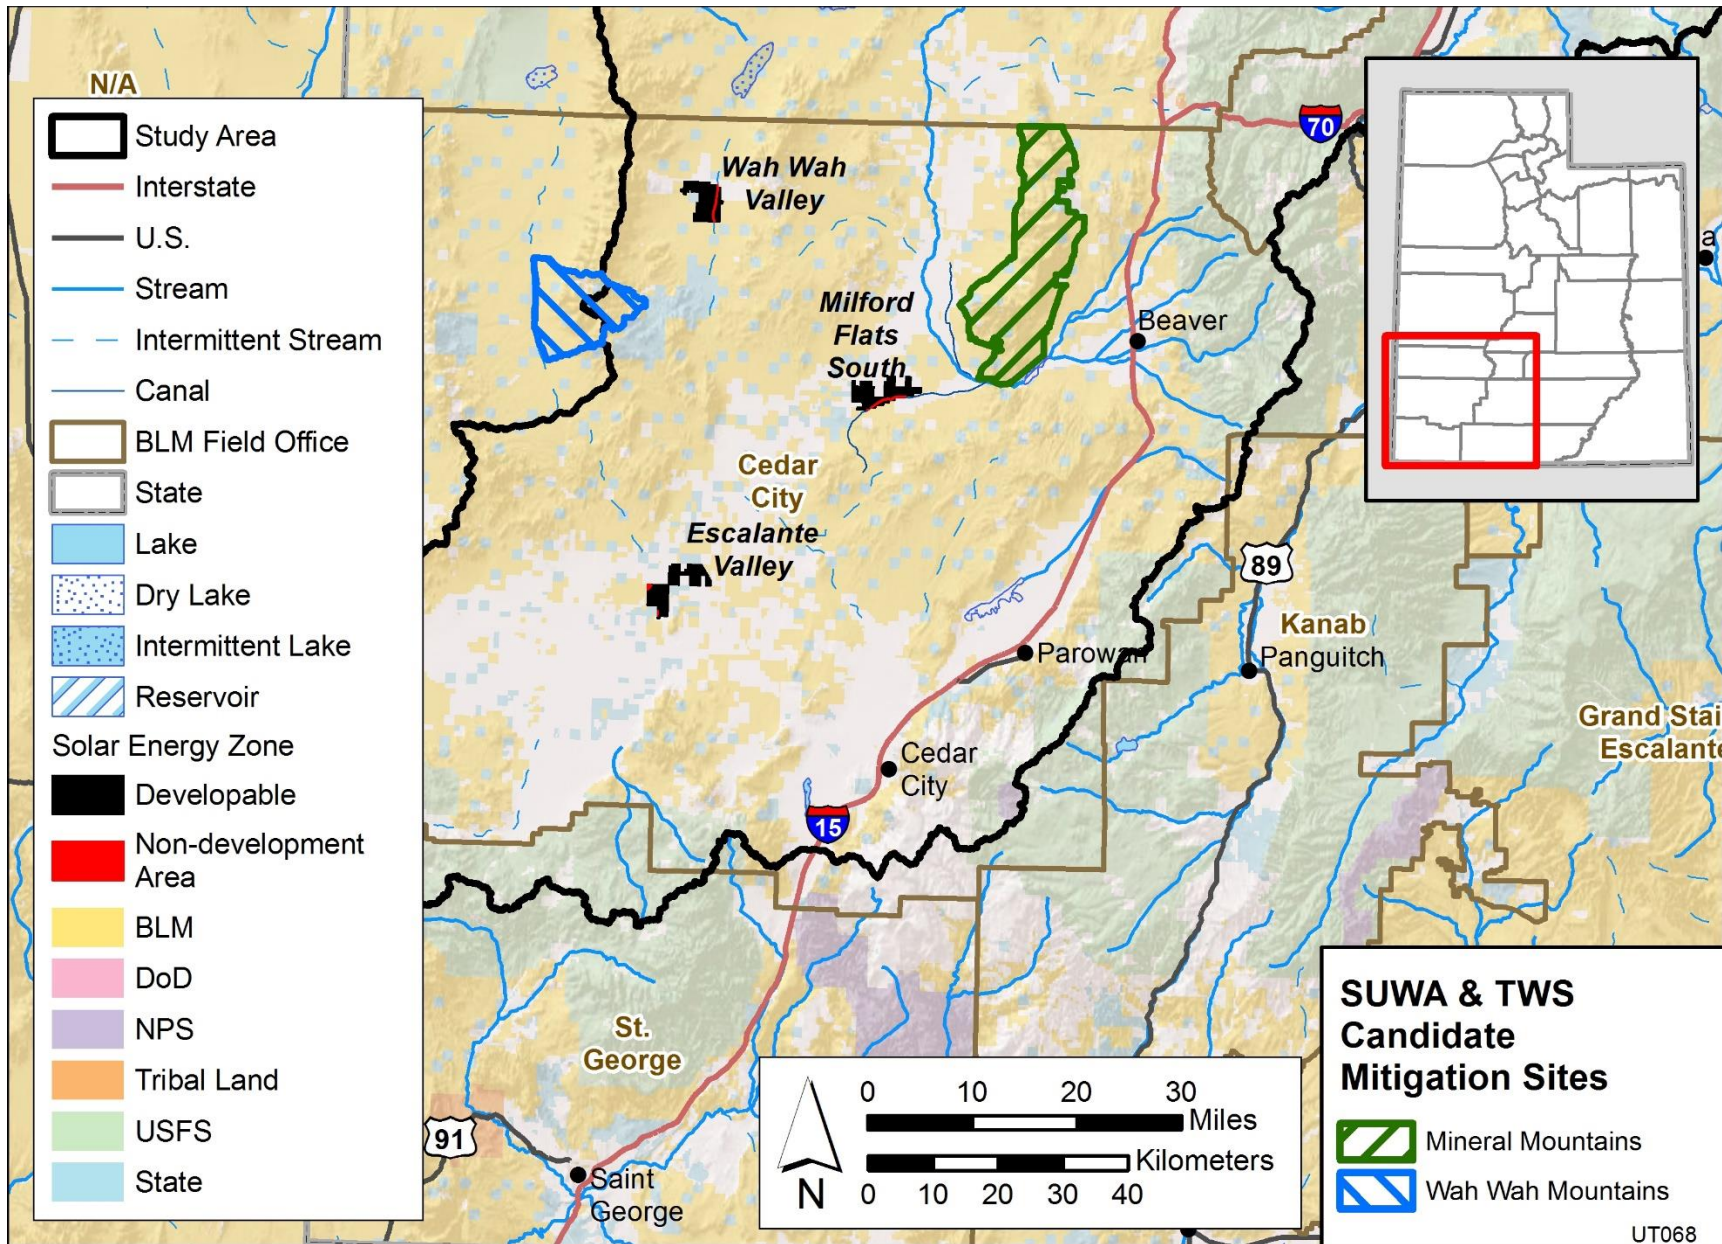 N/A
Study Area
Interstate
U.S.
Stream
Intermittent Stream
Canal
BLM Field Office
State
Lake
Dry Lake
Intermittent Lake
Reservoir
Solar Energy Zone
Developable
Non-development
Area
BLM
DoD
NPS
Tribal Land
USFS
State
Wah Wah
Valley
Milford
Flats
South
Beaver
70
a
Cedar
City
Escalante
Valley
89
Kanab
Panguitch
Parowan
Grand Stai
Escalante
Cedar
City
15
St.
George
91
Saint
George
N
0 10 20 30
Miles
Kilometers
0 10 20 30 40
SUWA & TWS
Candidate
Mitigation Sites
Mineral Mountains
Wah Wah Mountains
UT068